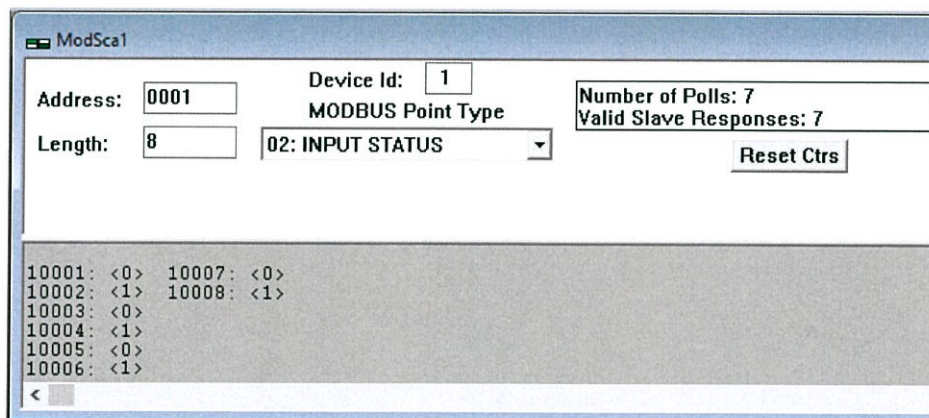 ModSca1
Address: 0001
Device Id: 1
MODBUS Point Type
Length: 8
02: INPUT STATUS
Number of Polls: 7
Valid Slave Responses: 7
Reset Ctrs
10001: <0> 10007: <0>
10002: <1> 10008: <1>
10003: <0>
10004: <1>
10005: <0>
10006: <1>